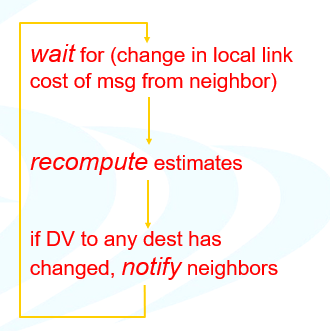 wait for (change in local link
cost of msg from neighbor)
recompute estimates
if DV to any dest has
changed, notify neighbors